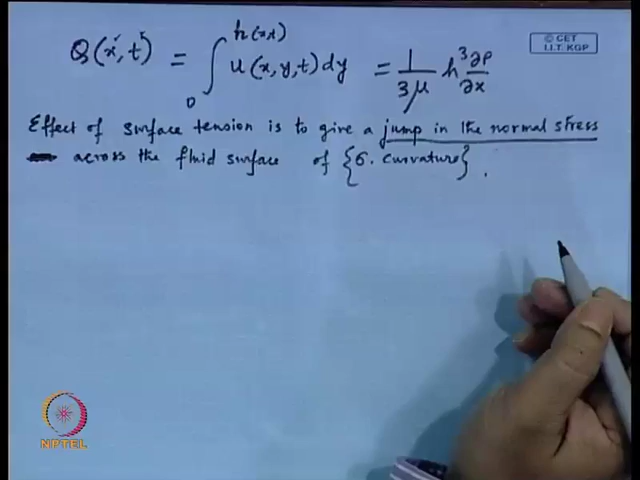 © CET
I.I.T. KGP
Q(x,t) = ∫₀^{h(x,t)} u(x,y,t) dy = 1/3μ h³ ∂p/∂x
Effect of surface tension is to give a jump in the normal stress
across the fluid surface of {σ. curvature}.
NPTEL